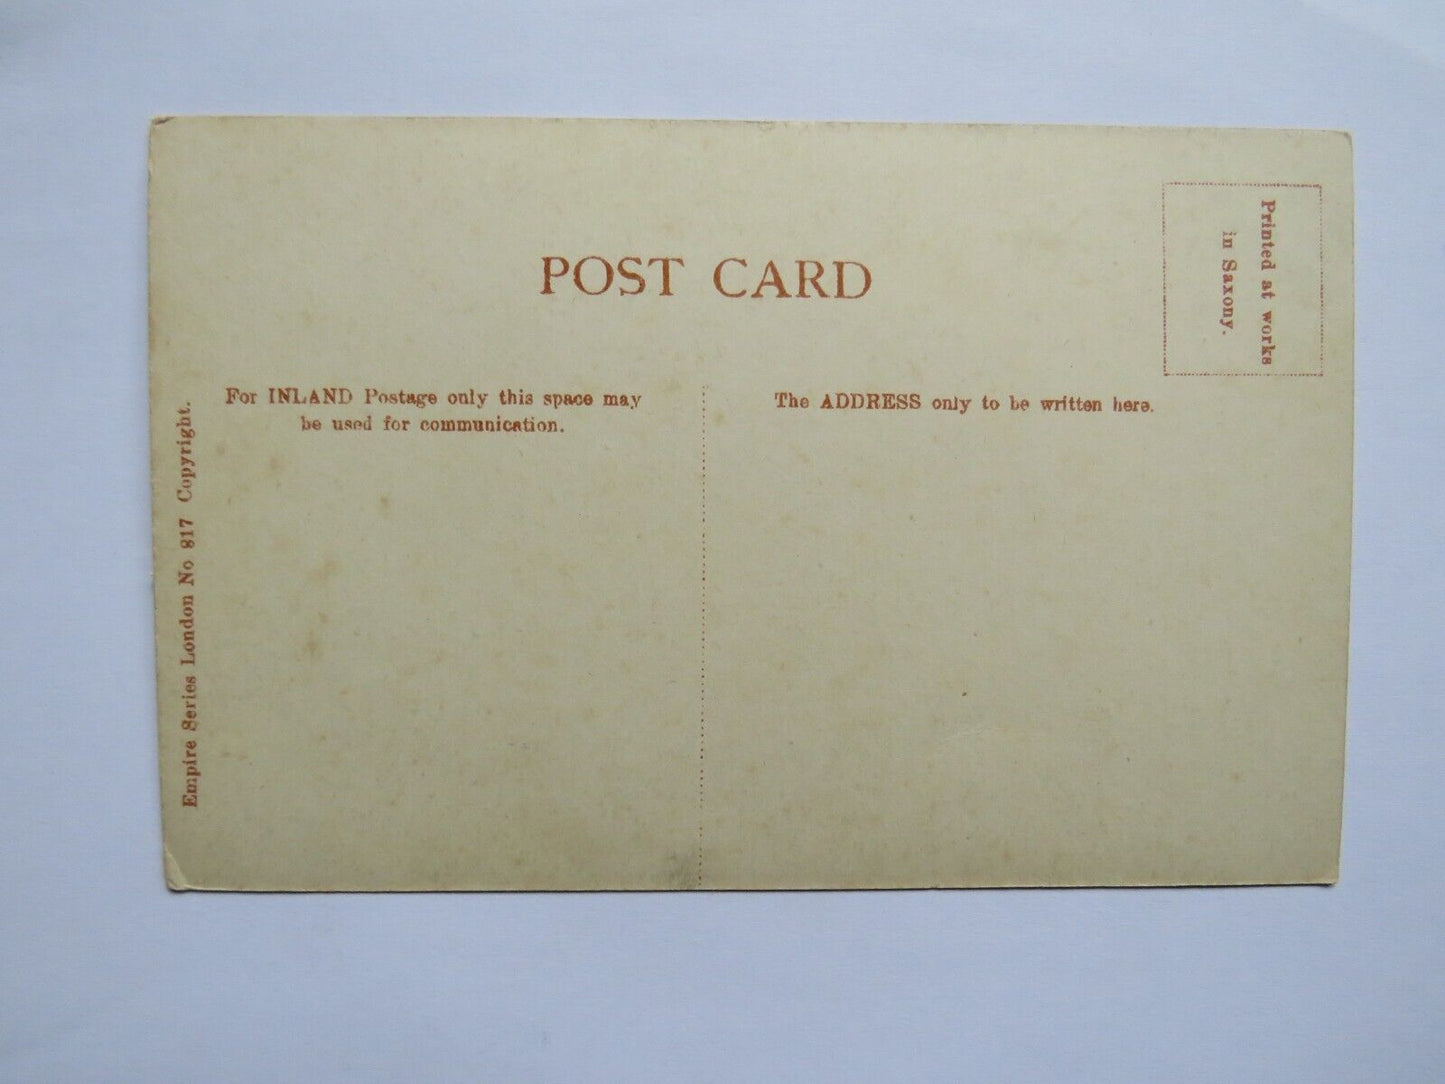 POST CARD
Printed at works
in Saxony.
For INLAND Postage only this space may
be used for communication.
The ADDRESS only to be written here.
Empire Series London No 817 Copyright.